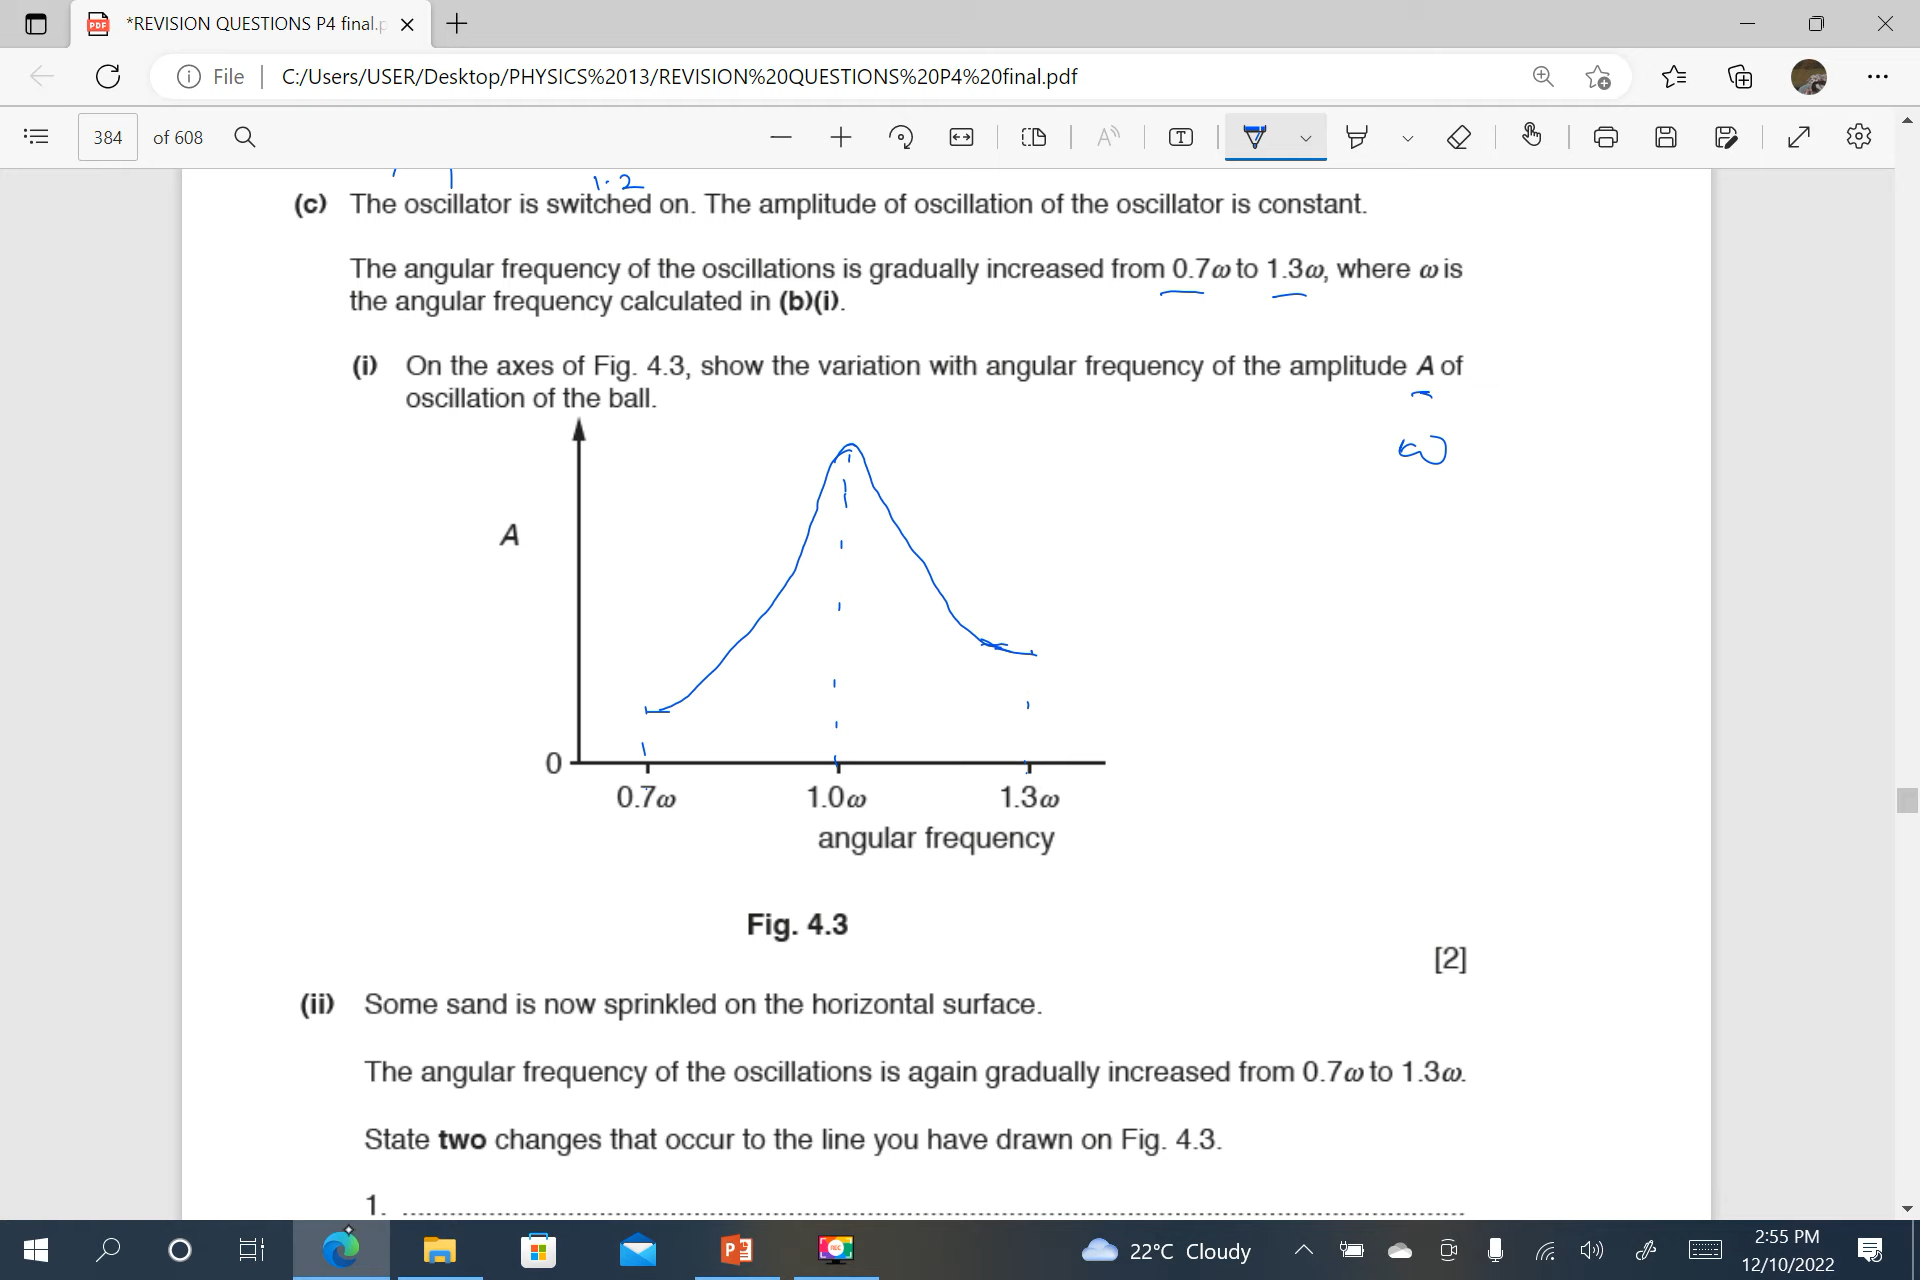 *REVISION QUESTIONS P4 final.p
File
C:/Users/USER/Desktop/PHYSICS%2013/REVISION%20QUESTIONS%20P4%20final.pdf
384 of 608
1.2
(c) The oscillator is switched on. The amplitude of oscillation of the oscillator is constant.
The angular frequency of the oscillations is gradually increased from 0.7ω to 1.3ω, where ω is
the angular frequency calculated in (b)(i).
(i) On the axes of Fig. 4.3, show the variation with angular frequency of the amplitude A of
oscillation of the ball.
ω
A
0
0.7ω 1.0ω 1.3ω
angular frequency
Fig. 4.3
[2]
(ii) Some sand is now sprinkled on the horizontal surface.
The angular frequency of the oscillations is again gradually increased from 0.7ω to 1.3ω.
State two changes that occur to the line you have drawn on Fig. 4.3.
1. ................................................................
22°C Cloudy
2:55 PM
12/10/2022